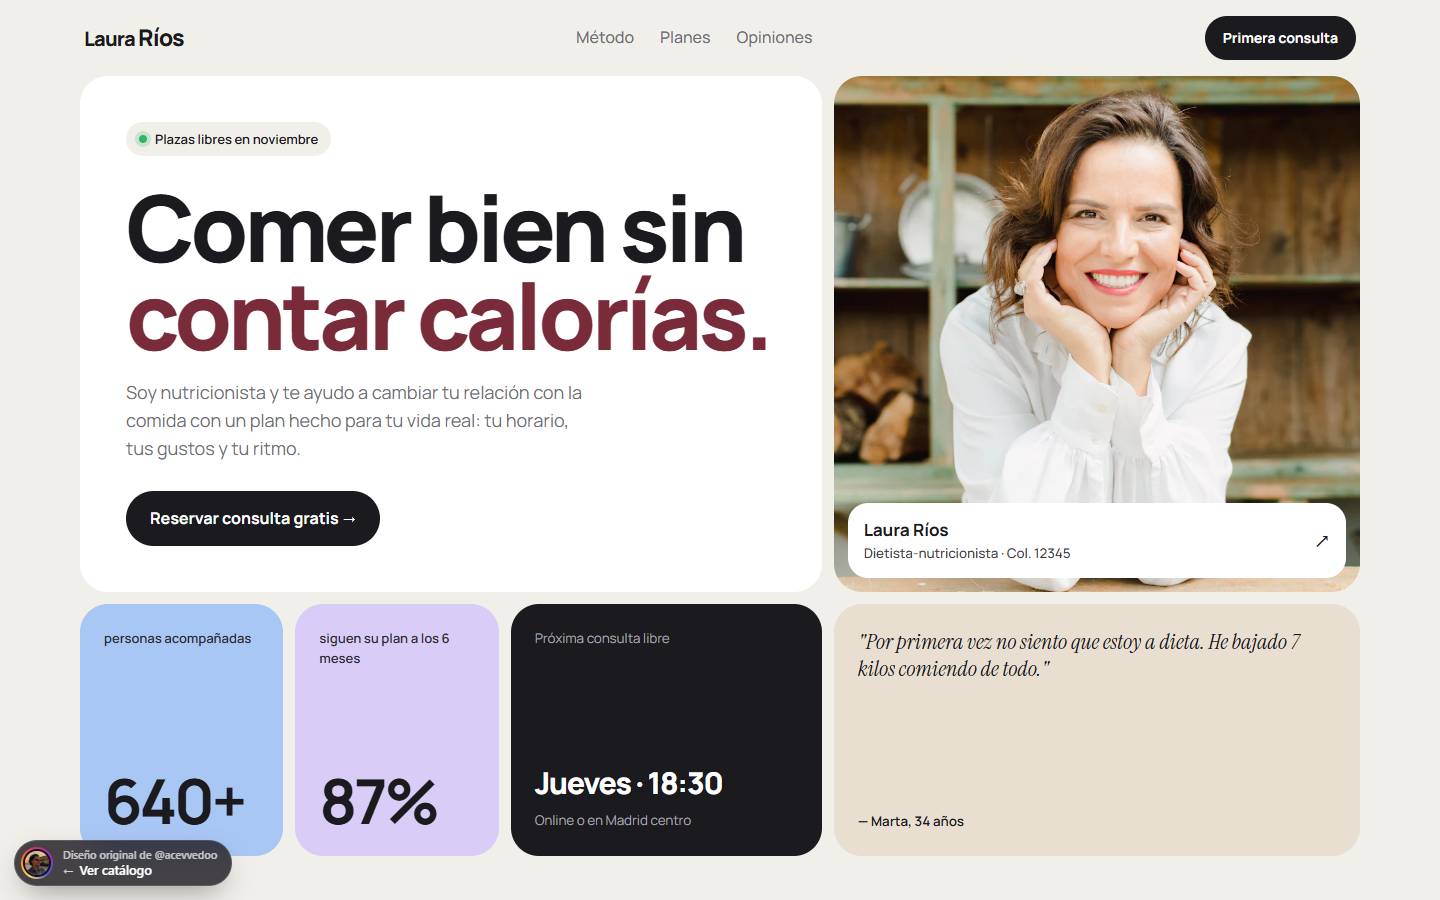 Laura Ríos
Método
Planes
Opiniones
Primera consulta
Plazas libres en noviembre
Comer bien sin
contar calorías.
Soy nutricionista y te ayudo a cambiar tu relación con la
comida con un plan hecho para tu vida real: tu horario,
tus gustos y tu ritmo.
Reservar consulta gratis →
Laura Ríos
Dietista-nutricionista · Col. 12345
↗
personas acompañadas
640+
siguen su plan a los 6
meses
87%
Próxima consulta libre
Jueves · 18:30
Online o en Madrid centro
"Por primera vez no siento que estoy a dieta. He bajado 7
kilos comiendo de todo."
— Marta, 34 años
Diseño original de @acevvedoo
← Ver catálogo